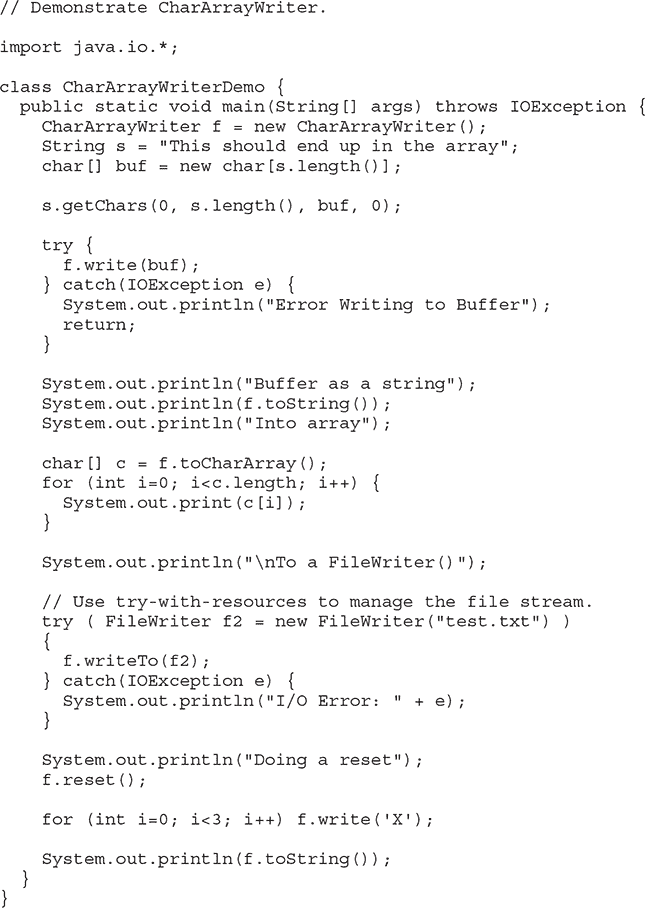 // Demonstrate CharArrayWriter.

import java.io.*;

class CharArrayWriterDemo {
  public static void main(String[] args) throws IOException {
    CharArrayWriter f = new CharArrayWriter();
    String s = "This should end up in the array";
    char[] buf = new char[s.length()];

    s.getChars(0, s.length(), buf, 0);

    try {
      f.write(buf);
    } catch(IOException e) {
      System.out.println("Error Writing to Buffer");
      return;
    }

    System.out.println("Buffer as a string");
    System.out.println(f.toString());
    System.out.println("Into array");

    char[] c = f.toCharArray();
    for (int i=0; i<c.length; i++) {
      System.out.print(c[i]);
    }

    System.out.println("\nTo a FileWriter()");

    // Use try-with-resources to manage the file stream.
    try ( FileWriter f2 = new FileWriter("test.txt") )
    {
      f.writeTo(f2);
    } catch(IOException e) {
      System.out.println("I/O Error: " + e);
    }

    System.out.println("Doing a reset");
    f.reset();

    for (int i=0; i<3; i++) f.write('X');

    System.out.println(f.toString());
  }
}